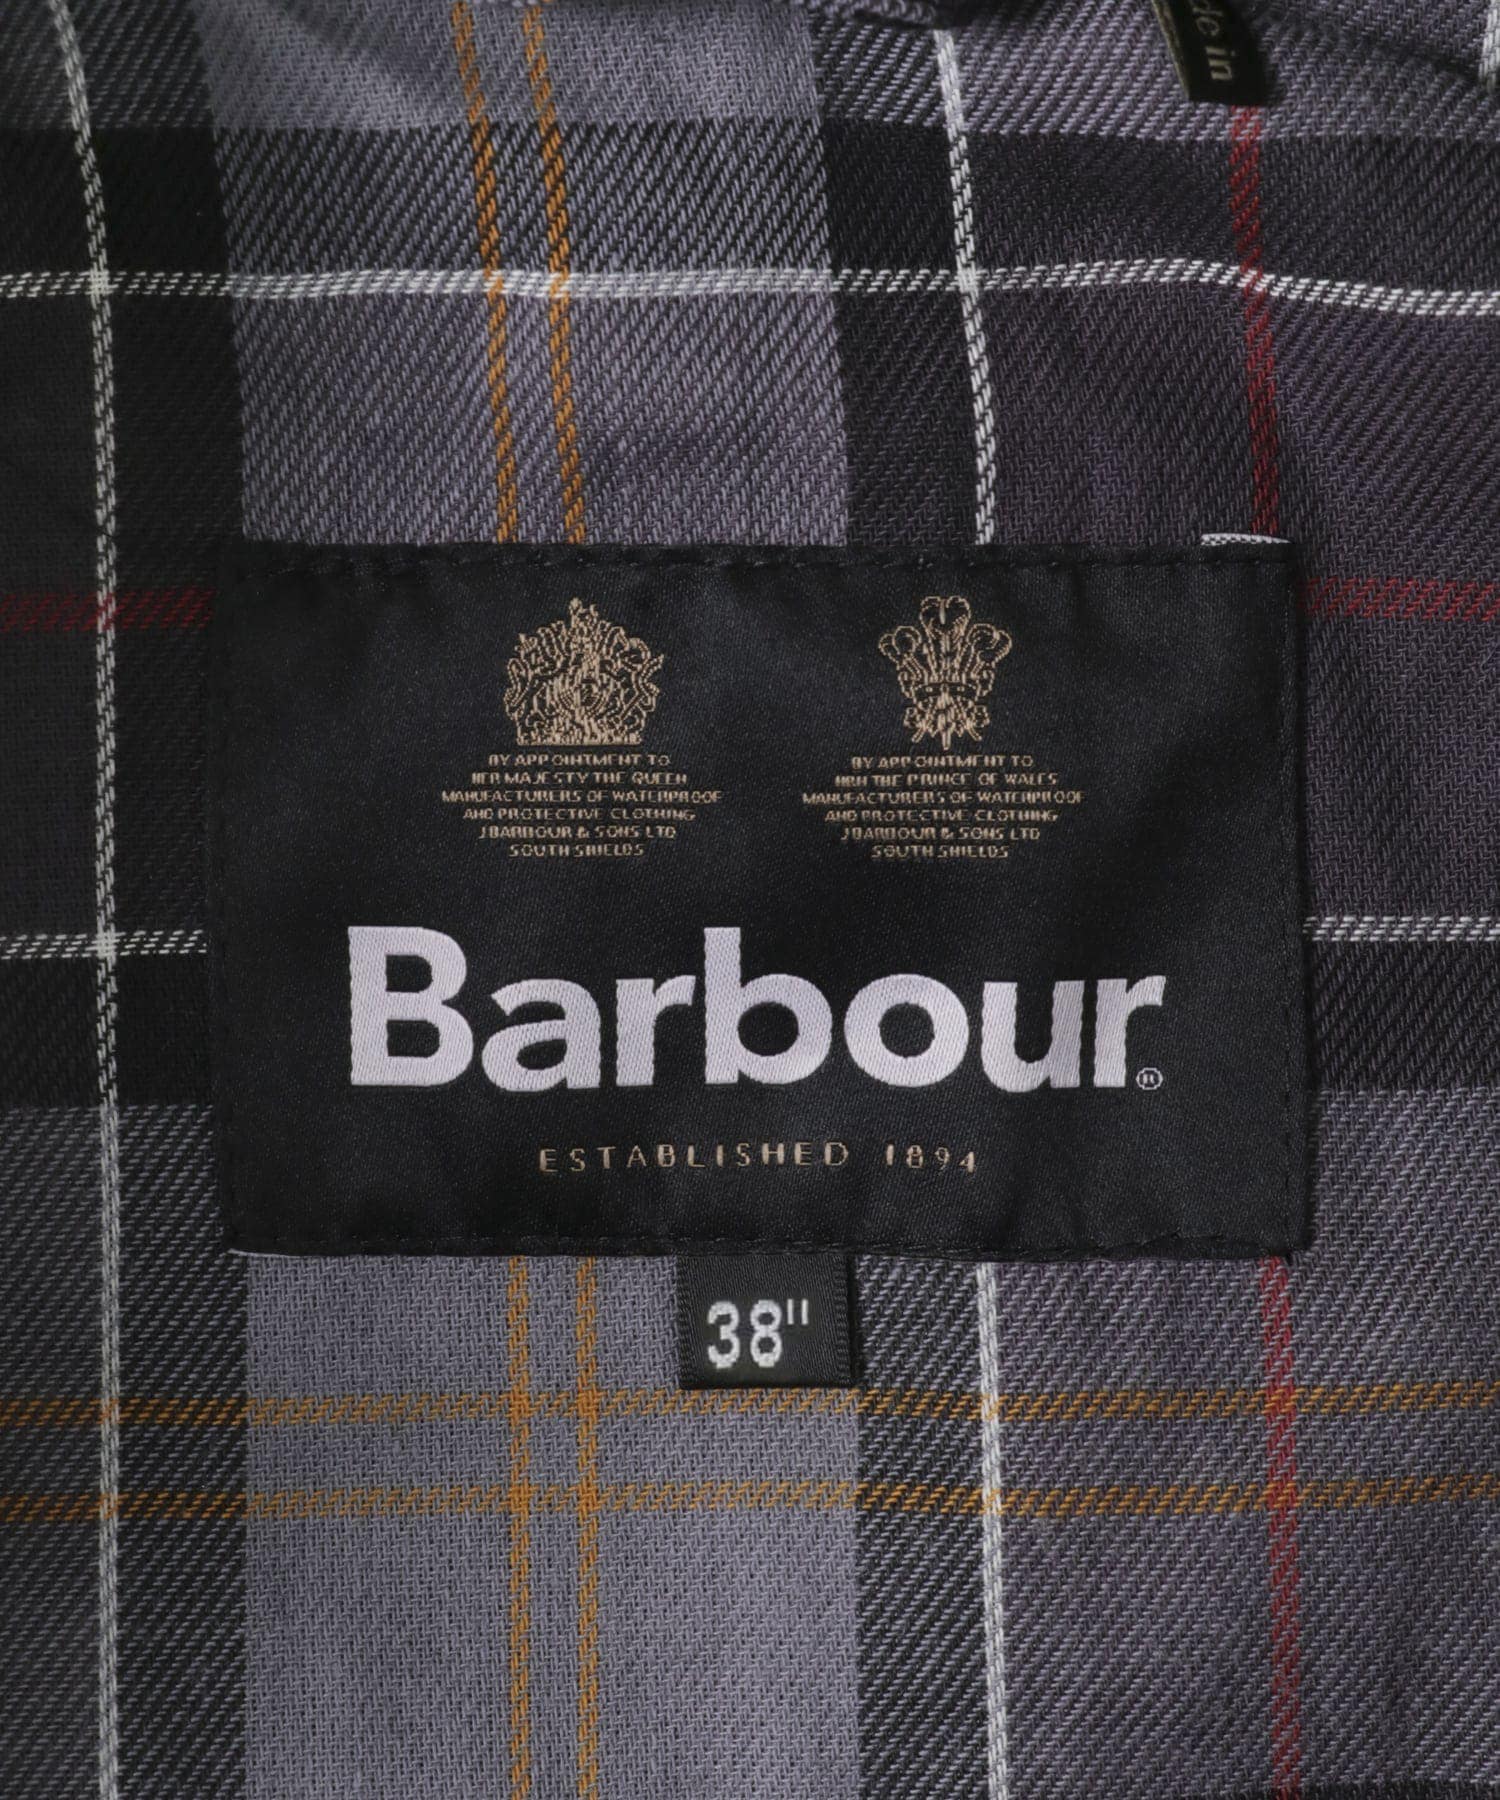 de in
BY APPOINTMENT TO
HER MAJESTY THE QUEEN
MANUFACTURERS OF WATERPROOF
AND PROTECTIVE CLOTHING
J BARBOUR & SONS LTD
SOUTH SHIELDS
BY APPOINTMENT TO
HRH THE PRINCE OF WALES
MANUFACTURERS OF WATERPROOF
AND PROTECTIVE CLOTHING
J BARBOUR & SONS LTD
SOUTH SHIELDS
Barbour®
ESTABLISHED 1894
38"